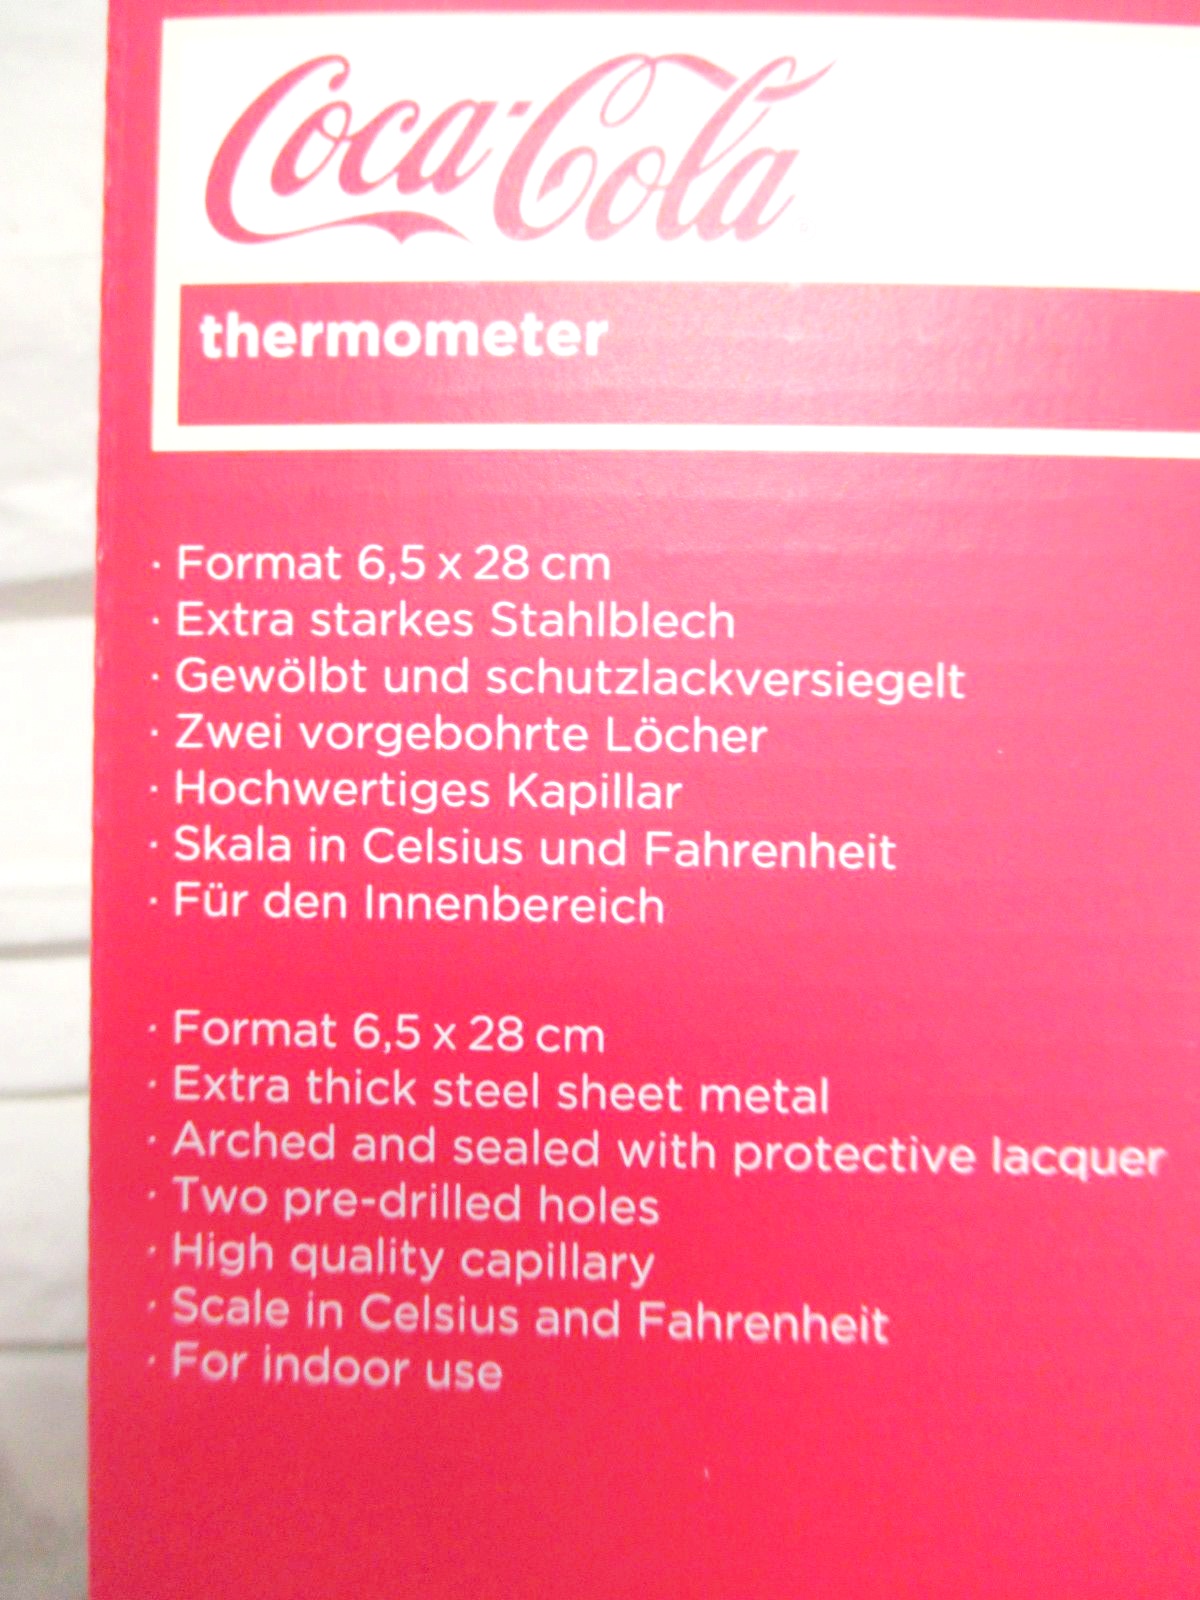 Coca-Cola
thermometer
· Format 6,5 x 28 cm
· Extra starkes Stahlblech
· Gewölbt und schutzlackversiegelt
· Zwei vorgebohrte Löcher
· Hochwertiges Kapillar
· Skala in Celsius und Fahrenheit
· Für den Innenbereich
· Format 6,5 x 28 cm
· Extra thick steel sheet metal
· Arched and sealed with protective lacquer
· Two pre-drilled holes
· High quality capillary
· Scale in Celsius and Fahrenheit
· For indoor use